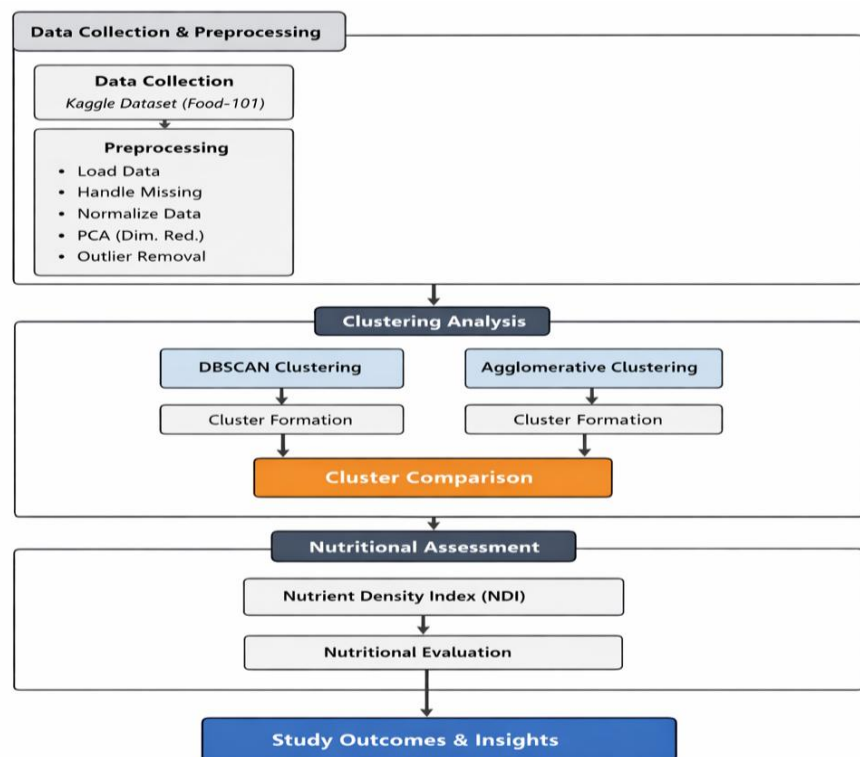 Data Collection & Preprocessing
Data Collection
Kaggle Dataset (Food-101)
Preprocessing
• Load Data
• Handle Missing
• Normalize Data
• PCA (Dim. Red.)
• Outlier Removal
Clustering Analysis
DBSCAN Clustering
Agglomerative Clustering
Cluster Formation
Cluster Formation
Cluster Comparison
Nutritional Assessment
Nutrient Density Index (NDI)
Nutritional Evaluation
Study Outcomes & Insights